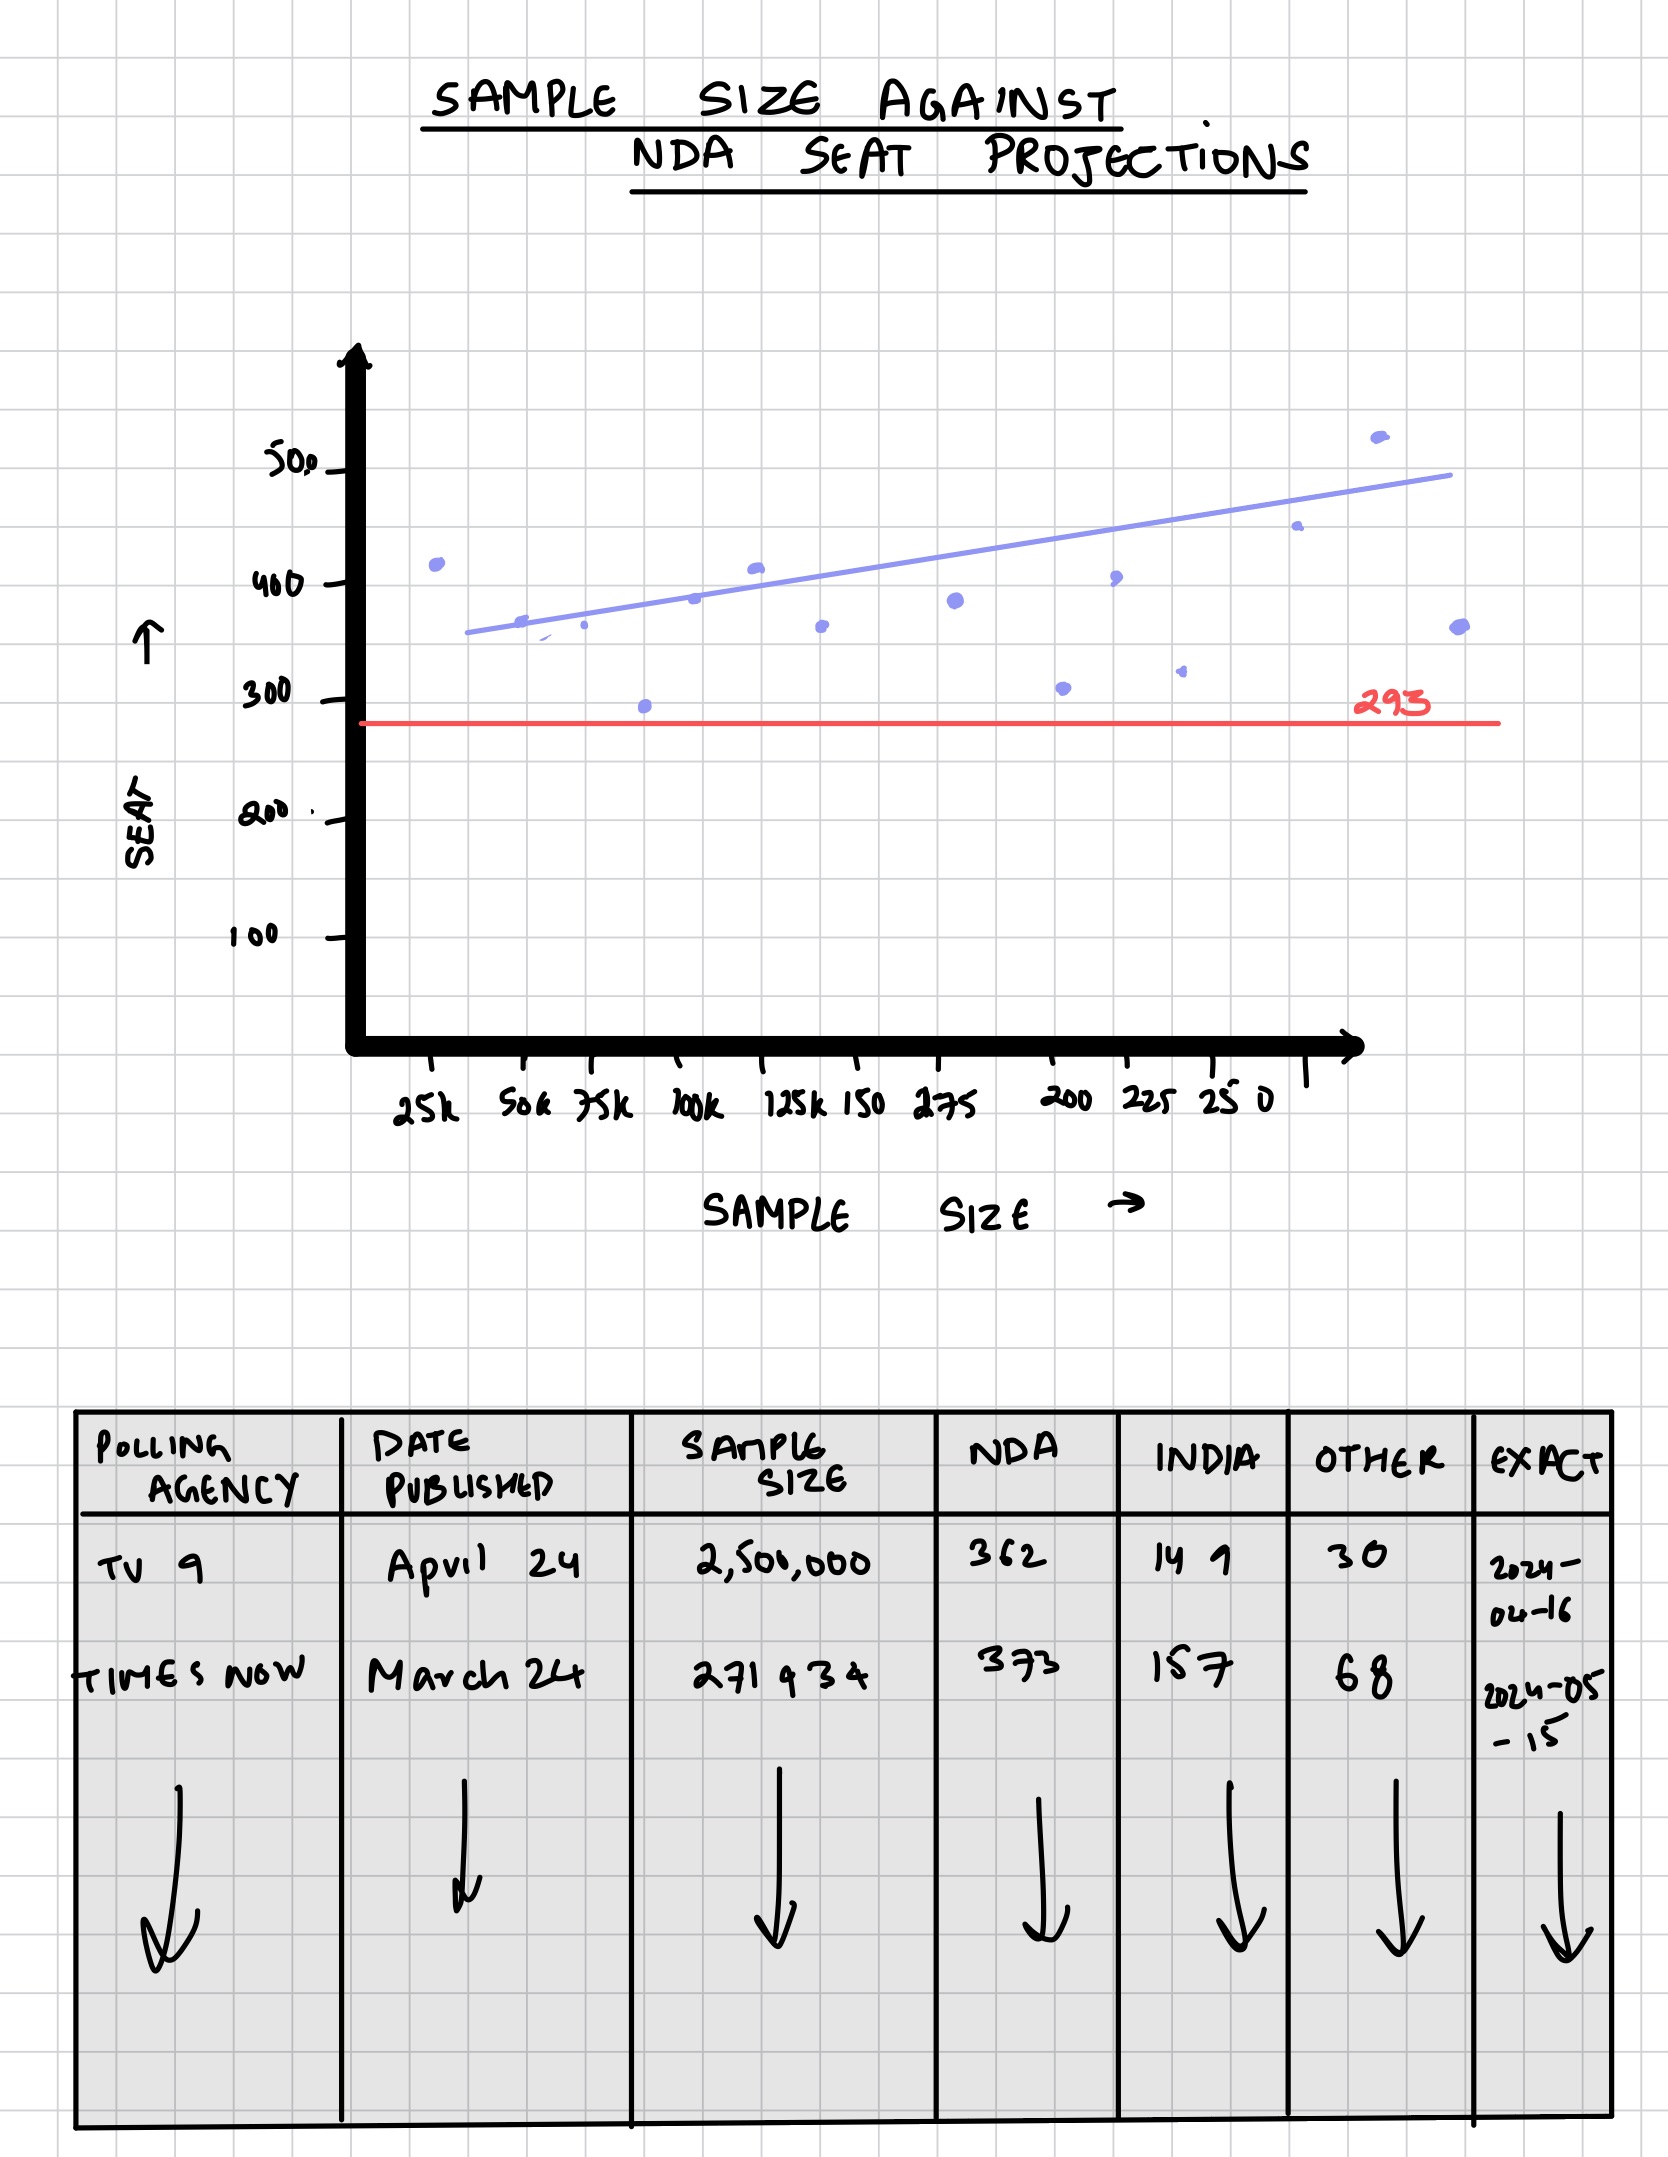 SAMPLE SIZE AGAINST
NDA SEAT PROJECTIONS
500
400
300
293
200
100
SEAT
25k 50k 75k 100k 125k 150 275 200 225 250
SAMPLE SIZE →
POLLING AGENCY
DATE PUBLISHED
SAMPLE SIZE
NDA
INDIA
OTHER
EXACT
TV 9
April 24
2,500,000
362
149
30
2024-
04-16
TIMES NOW
March 24
271934
373
157
68
2024-05
-15